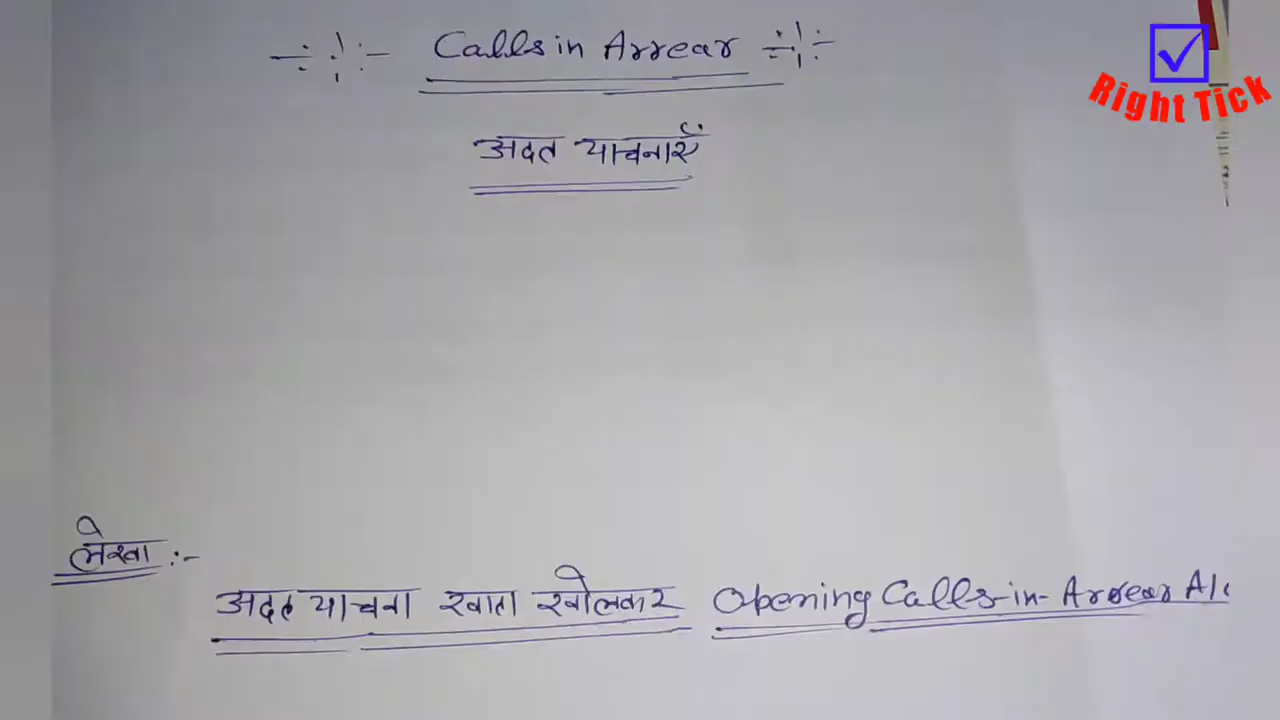 Calls in Arrear
Right Tick
अदत याचनाएँ
लेखा :-
अदत याचना खाता खोलकर Opening Calls-in-Arrear A/c